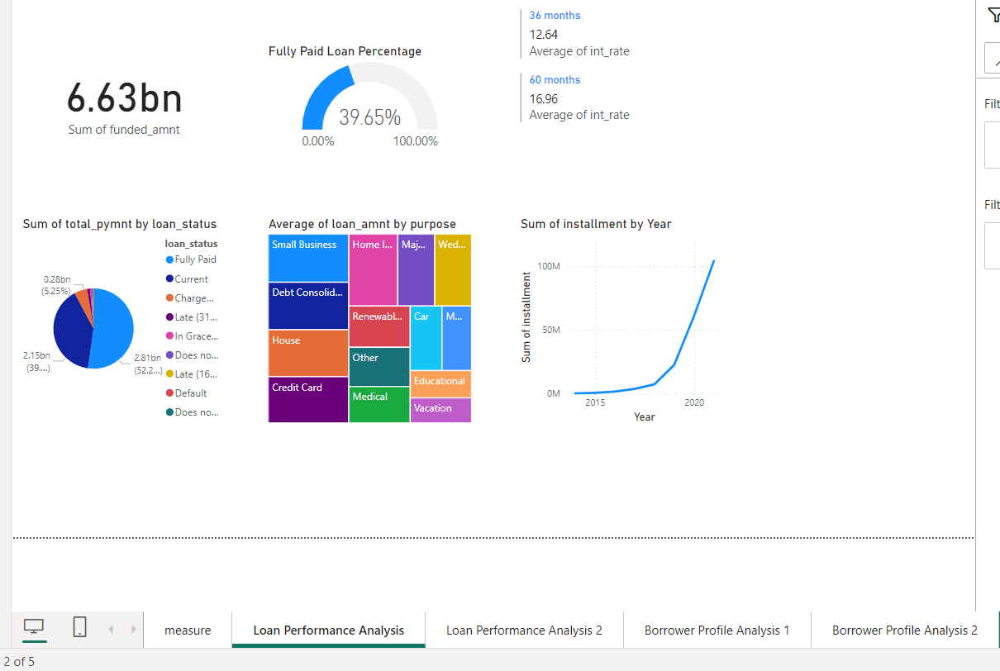 36 months
12.64
Average of int_rate
60 months
16.96
Average of int_rate
Fully Paid Loan Percentage
39.65%
0.00%
100.00%
6.63bn
Sum of funded_amnt
Filt
Filt
Sum of total_pymnt by loan_status
loan_status
Fully Paid
Current
Charge...
Late (31...
In Grace...
Does no...
Late (16...
Default
Does no...
0.28bn
(5.25%)
2.15bn
(39....)
2.81bn
(52.2...)
Average of loan_amnt by purpose
Small Business
Debt Consolid...
House
Credit Card
Home I...
Maj...
Wed...
Renewabl...
Car
M...
Other
Medical
Educational
Vacation
Sum of installment by Year
Sum of installment
100M
50M
0M
2015
2020
Year
measure
Loan Performance Analysis
Loan Performance Analysis 2
Borrower Profile Analysis 1
Borrower Profile Analysis 2
2 of 5